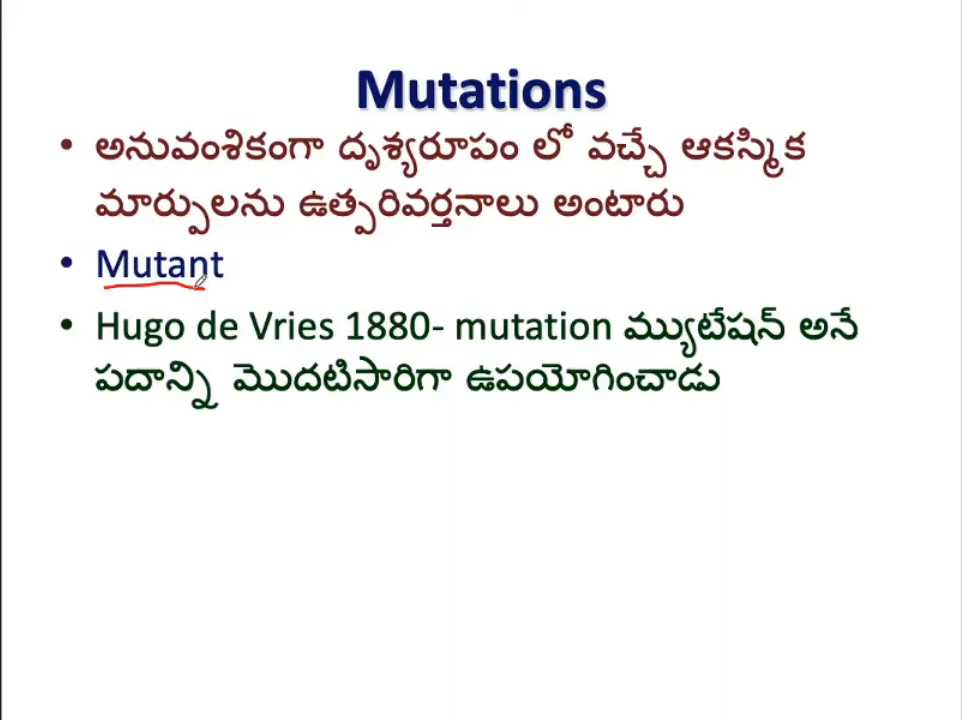 Mutations
• అనువంశికంగా దృశ్యరూపం లో వచ్చే ఆకస్మిక
మార్పులను ఉత్పరివర్తనాలు అంటారు
• Mutant
• Hugo de Vries 1880- mutation మ్యుటేషన్ అనే
పదాన్ని మొదటిసారిగా ఉపయోగించాడు